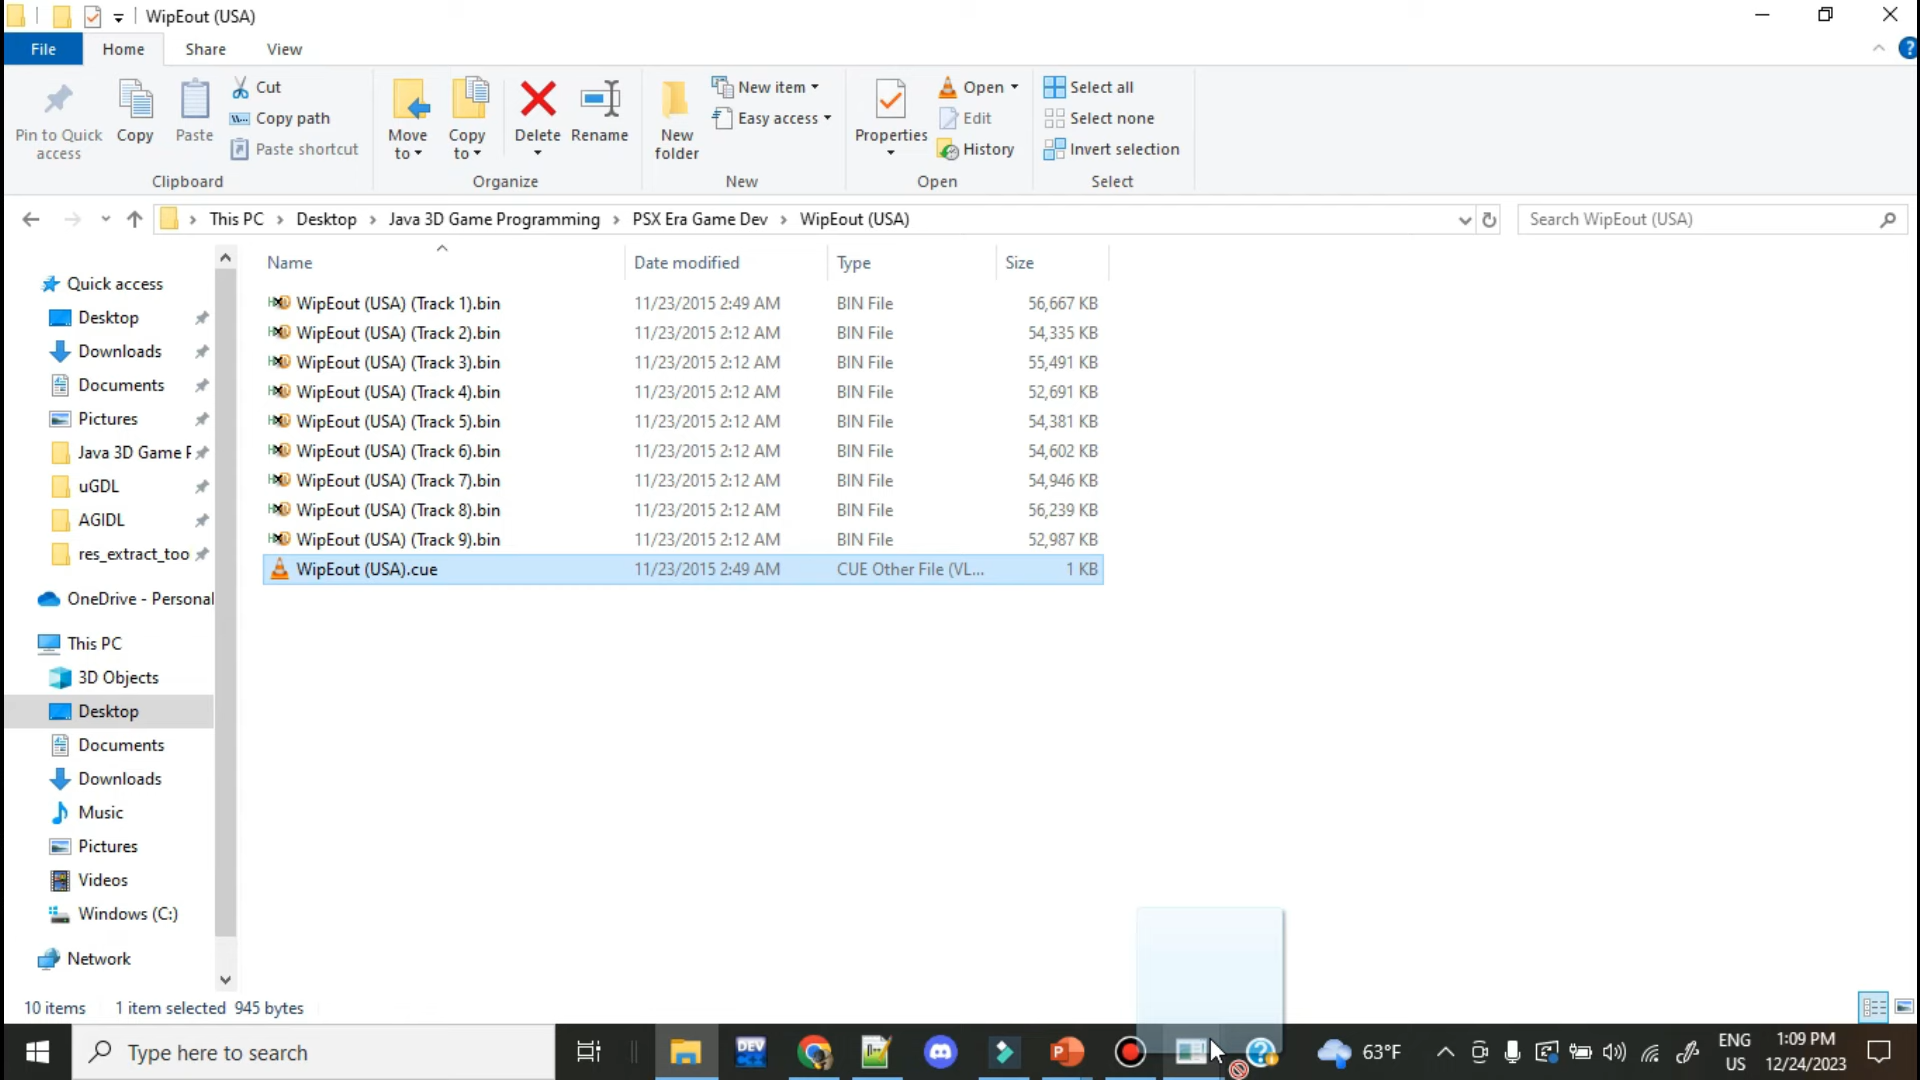 WipEout (USA)
File Home Share View
Pin to Quick access
Copy
Paste
Cut
Copy path
Paste shortcut
Clipboard
Move to
Copy to
Delete
Rename
Organize
New folder
New item
Easy access
New
Properties
Open
Edit
History
Open
Select all
Select none
Invert selection
Select
This PC > Desktop > Java 3D Game Programming > PSX Era Game Dev > WipEout (USA)
Search WipEout (USA)
Quick access
Desktop
Downloads
Documents
Pictures
Java 3D Game F
uGDL
AGIDL
res_extract_too
OneDrive - Personal
This PC
3D Objects
Desktop
Documents
Downloads
Music
Pictures
Videos
Windows (C:)
Network
Name Date modified Type Size
WipEout (USA) (Track 1).bin 11/23/2015 2:49 AM BIN File 56,667 KB
WipEout (USA) (Track 2).bin 11/23/2015 2:12 AM BIN File 54,335 KB
WipEout (USA) (Track 3).bin 11/23/2015 2:12 AM BIN File 55,491 KB
WipEout (USA) (Track 4).bin 11/23/2015 2:12 AM BIN File 52,691 KB
WipEout (USA) (Track 5).bin 11/23/2015 2:12 AM BIN File 54,381 KB
WipEout (USA) (Track 6).bin 11/23/2015 2:12 AM BIN File 54,602 KB
WipEout (USA) (Track 7).bin 11/23/2015 2:12 AM BIN File 54,946 KB
WipEout (USA) (Track 8).bin 11/23/2015 2:12 AM BIN File 56,239 KB
WipEout (USA) (Track 9).bin 11/23/2015 2:12 AM BIN File 52,987 KB
WipEout (USA).cue 11/23/2015 2:49 AM CUE Other File (VL... 1 KB
10 items 1 item selected 945 bytes
Type here to search
DEV
P
63°F
ENG
US
1:09 PM
12/24/2023